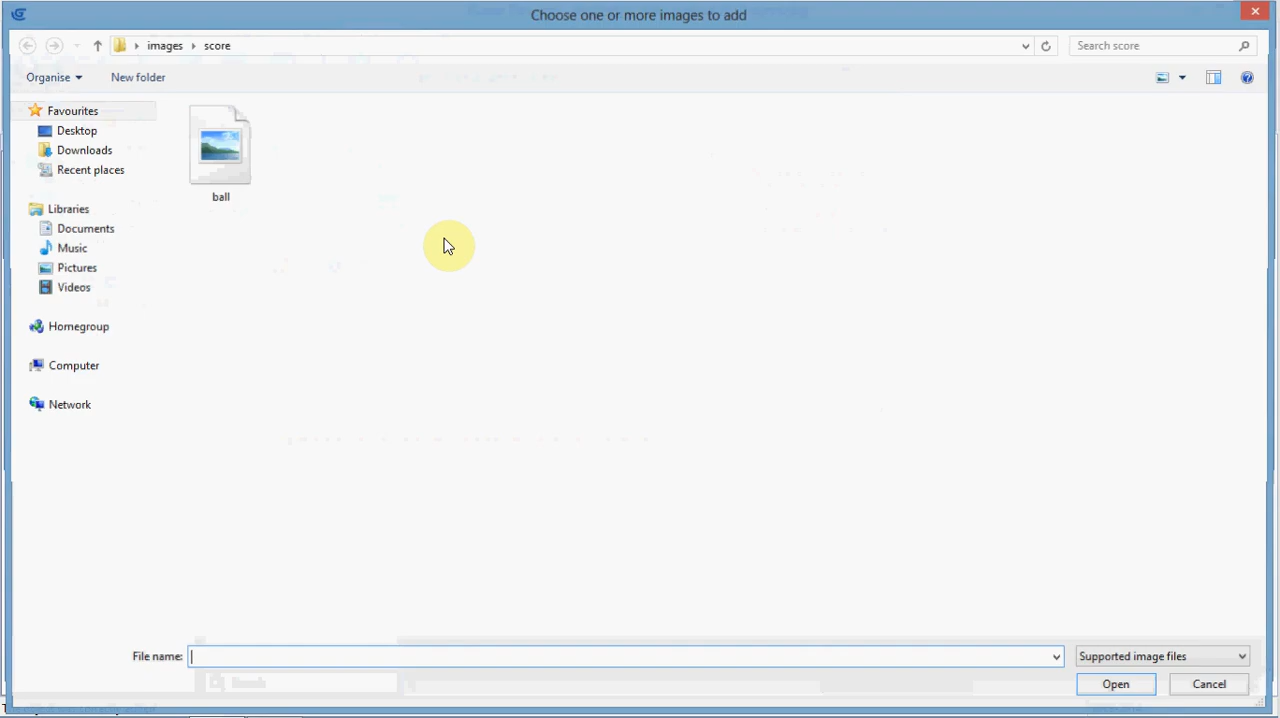 Choose one or more images to add
images score
Search score
Organise
New folder
Favourites
Desktop
Downloads
Recent places
Libraries
Documents
Music
Pictures
Videos
Homegroup
Computer
Network
ball
File name:
Supported image files
Open
Cancel